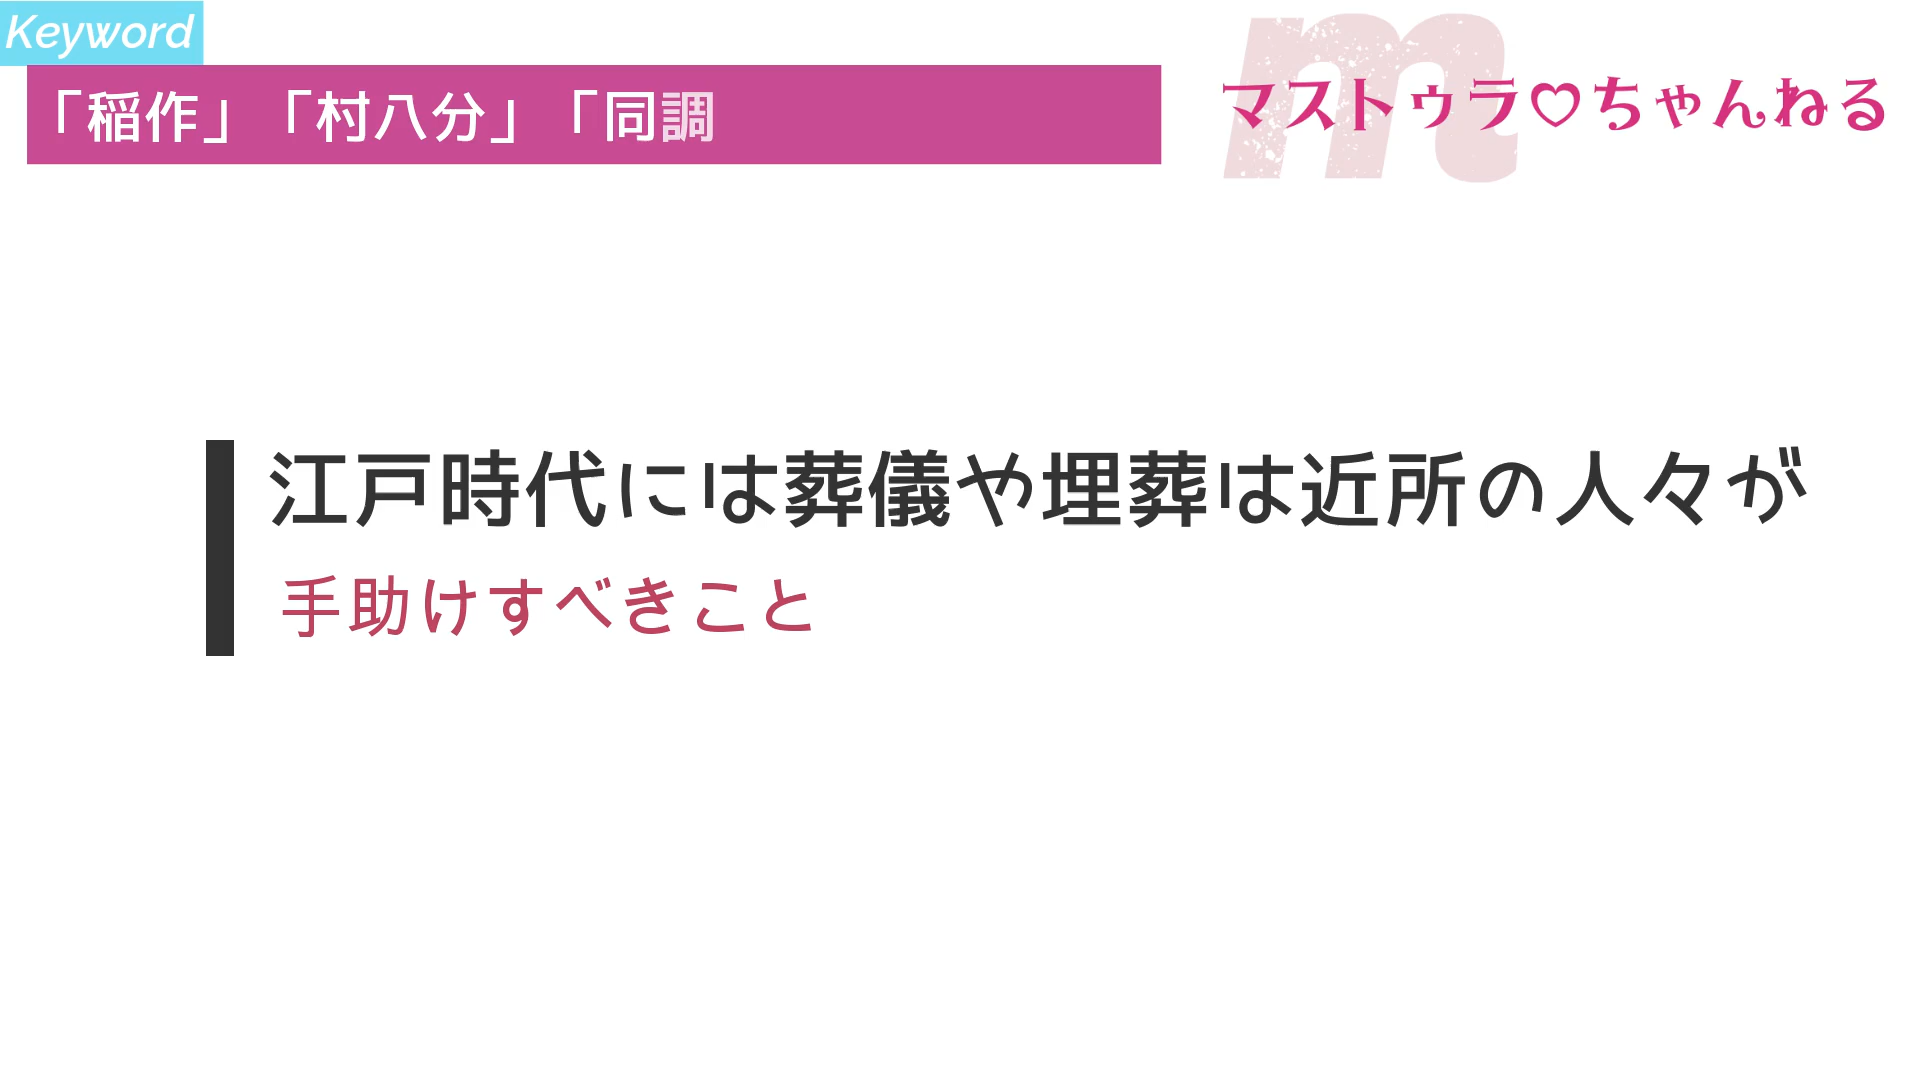 Keyword
「稲作」「村八分」「同調
m
マストゥラ♡ちゃんねる
江戸時代には葬儀や埋葬は近所の人々が
手助けすべきこと